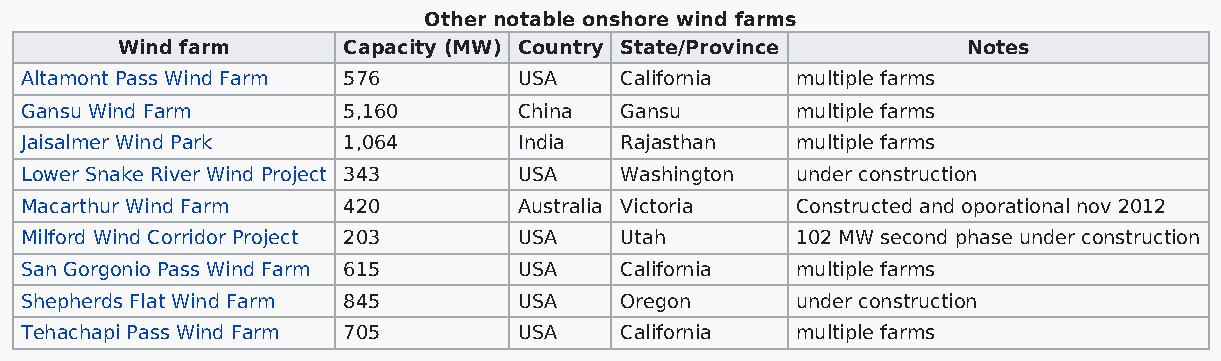 Other notable onshore wind farms
Wind farm Capacity (MW) Country State/Province Notes
Altamont Pass Wind Farm 576 USA California multiple farms
Gansu Wind Farm 5,160 China Gansu multiple farms
Jaisalmer Wind Park 1,064 India Rajasthan multiple farms
Lower Snake River Wind Project 343 USA Washington under construction
Macarthur Wind Farm 420 Australia Victoria Constructed and oporational nov 2012
Milford Wind Corridor Project 203 USA Utah 102 MW second phase under construction
San Gorgonio Pass Wind Farm 615 USA California multiple farms
Shepherds Flat Wind Farm 845 USA Oregon under construction
Tehachapi Pass Wind Farm 705 USA California multiple farms